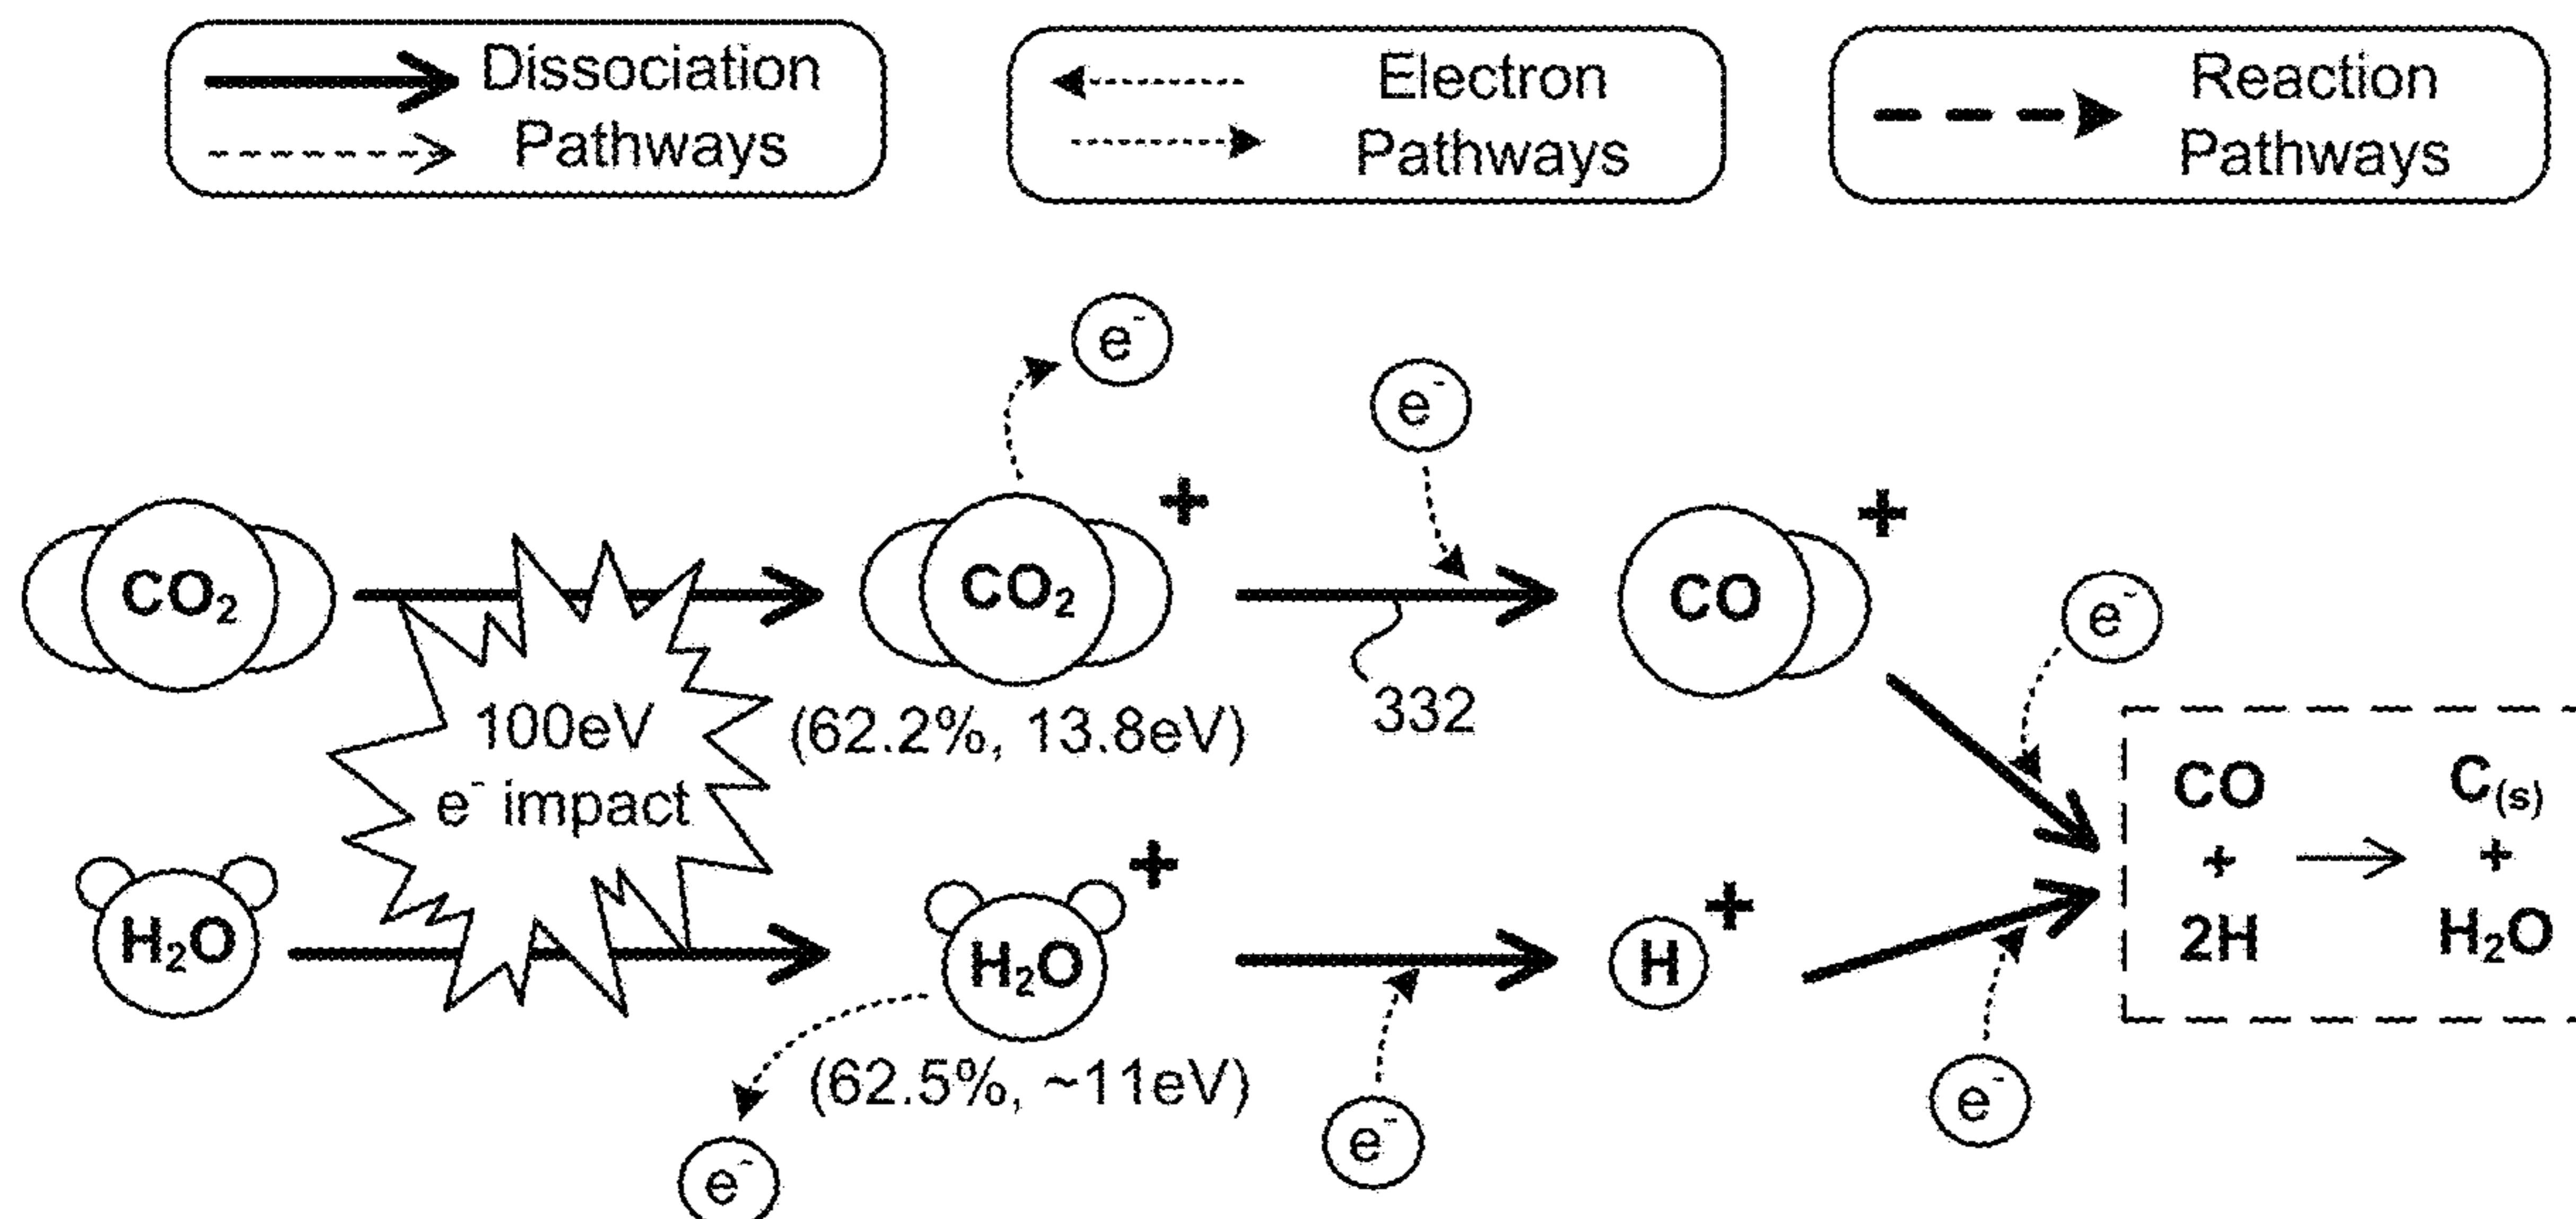 Dissociation
Pathways
Electron
Pathways
Reaction
Pathways
e⁻
e⁻
CO₂
CO₂
+
CO
+
e⁻
100eV
e⁻ impact
(62.2%, 13.8eV)
332
CO
+
2H
C₍s₎
+
H₂O
H₂O
H₂O
+
H
+
(62.5%, ~11eV)
e⁻
e⁻
e⁻